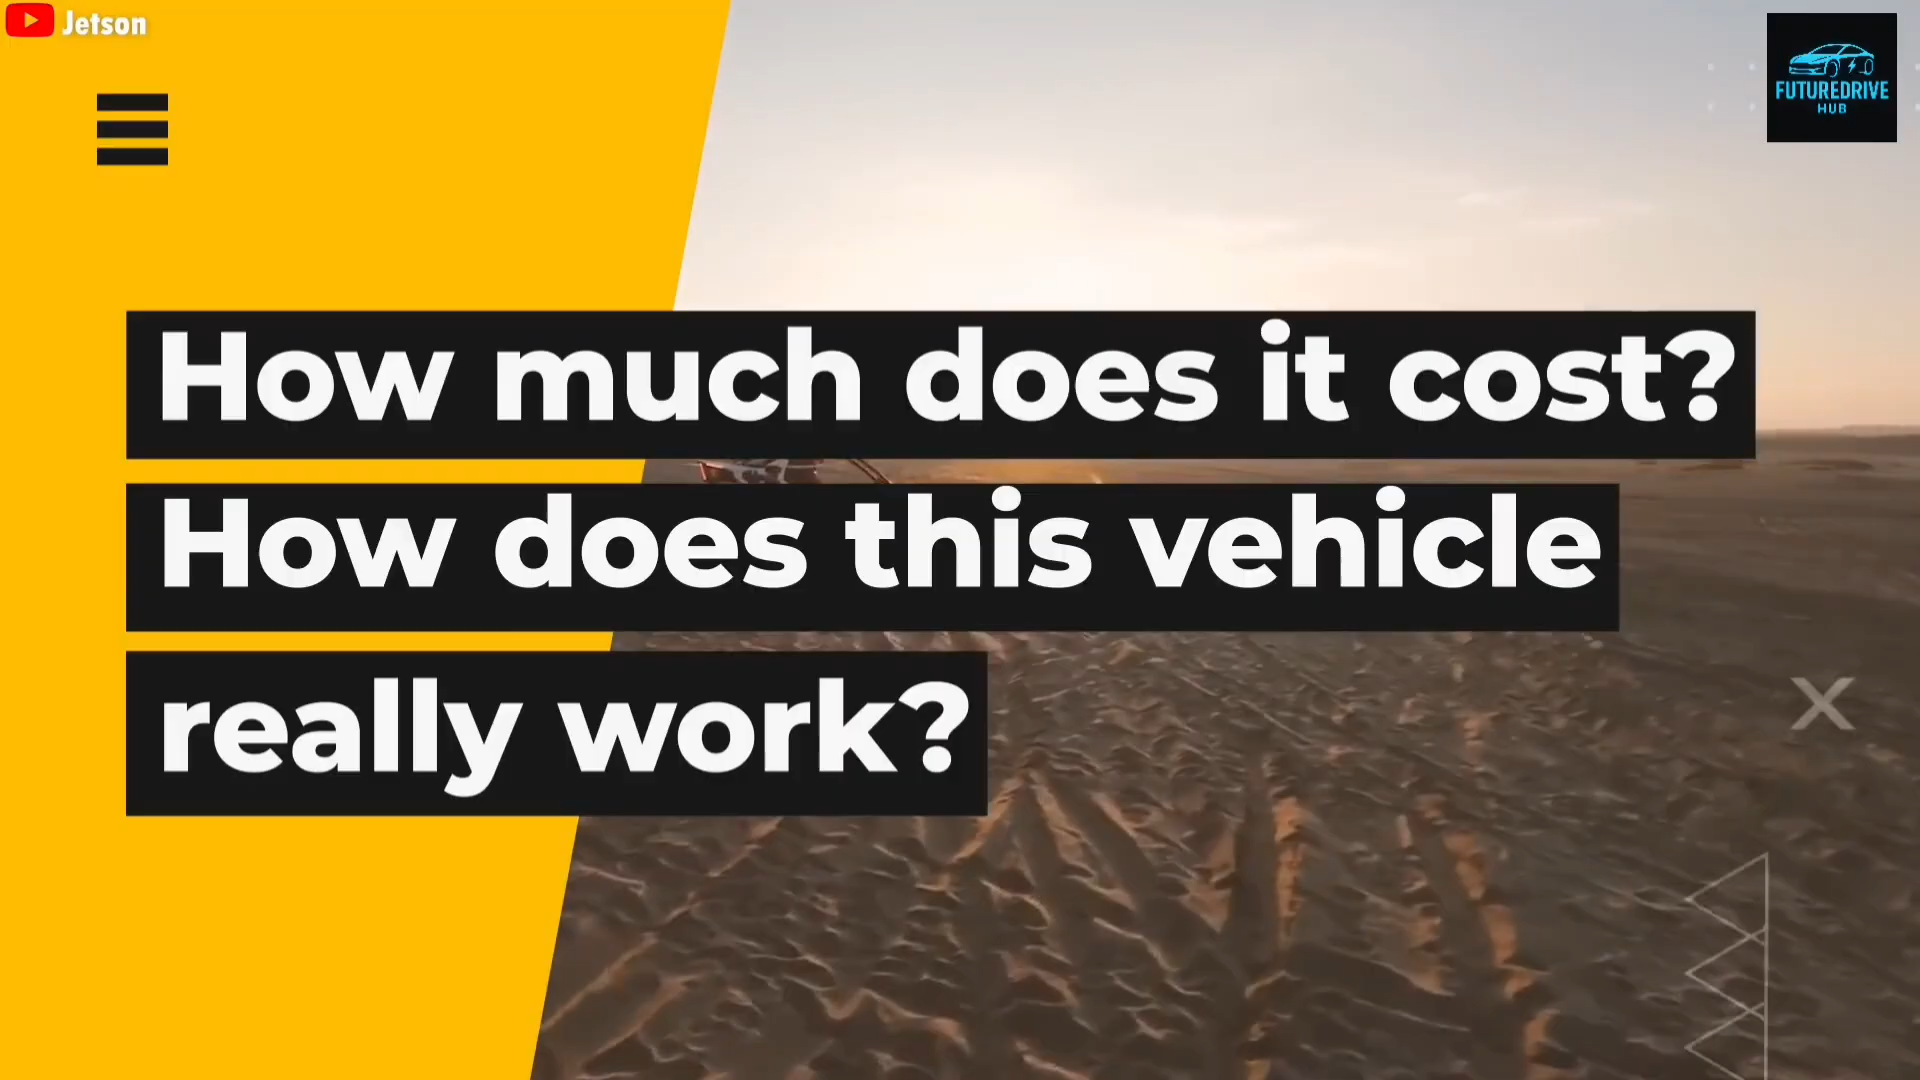 Jetson
FUTUREDRIVE
HUB
How much does it cost?
How does this vehicle
really work?